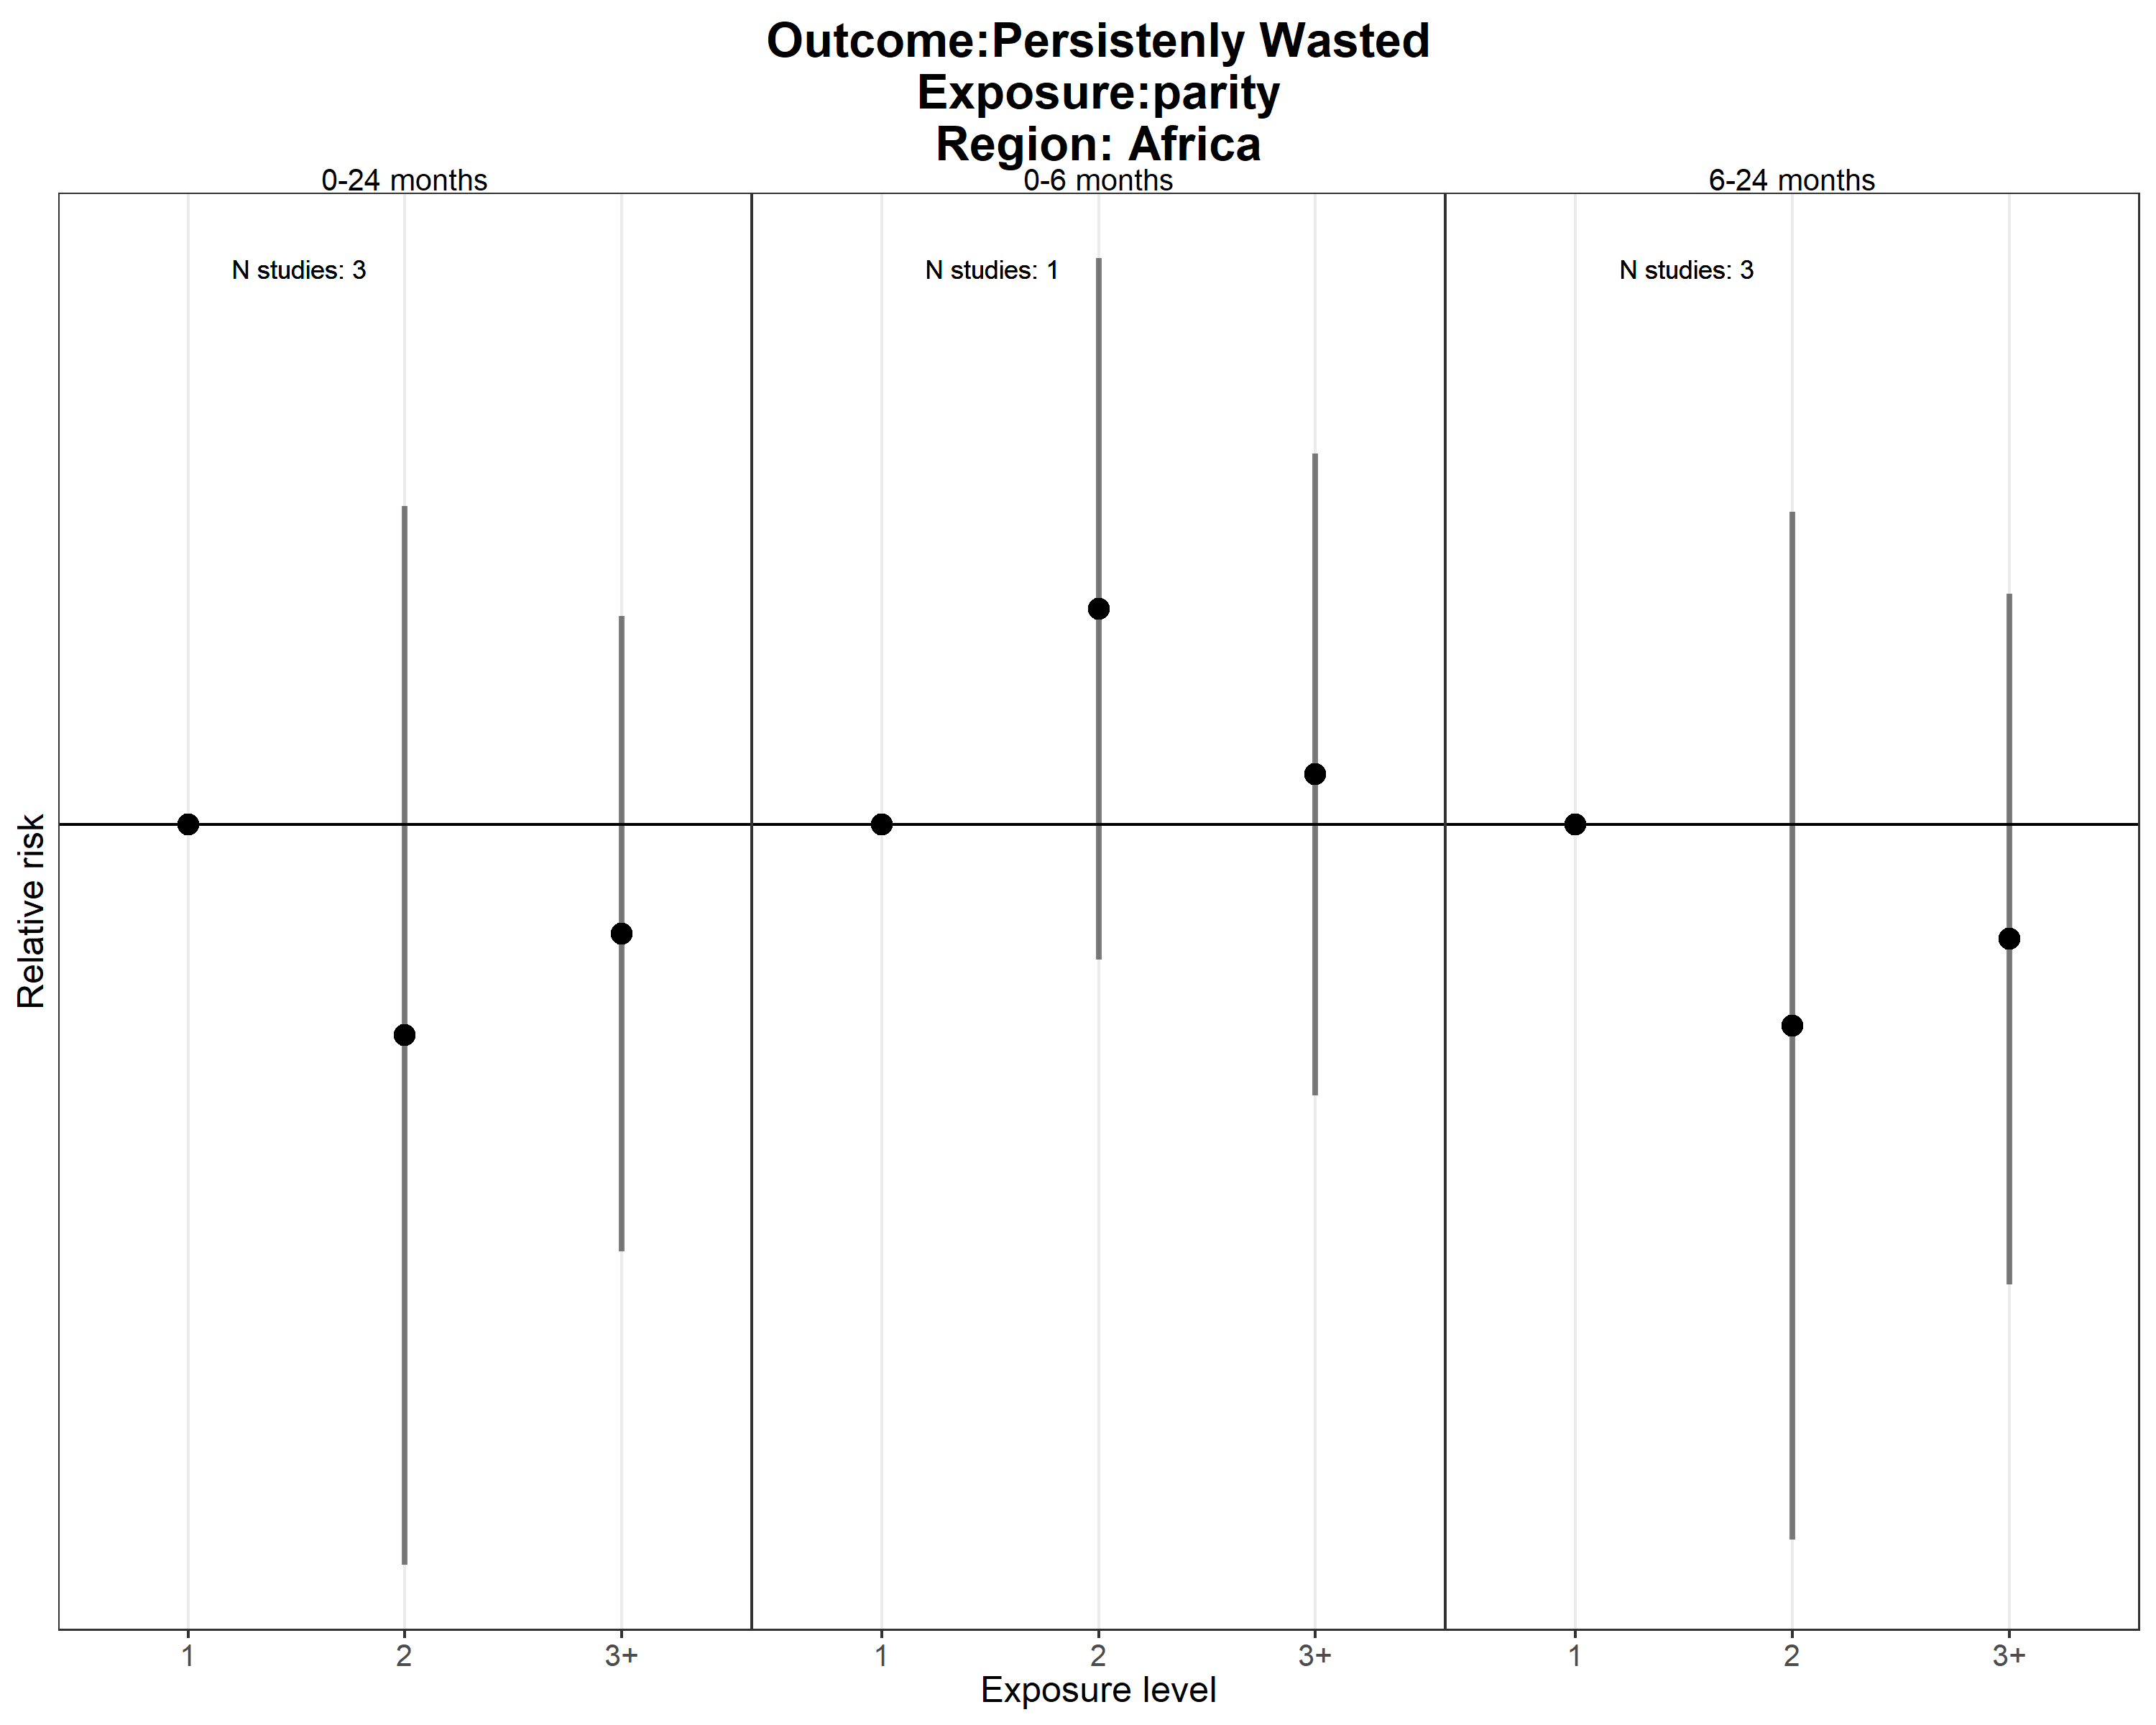 Outcome:Persistenly Wasted
Exposure:parity
Region: Africa
0-24 months
0-6 months
6-24 months
N studies: 3
N studies: 1
N studies: 3
Relative risk
1
2
3+
1
2
3+
1
2
3+
Exposure level